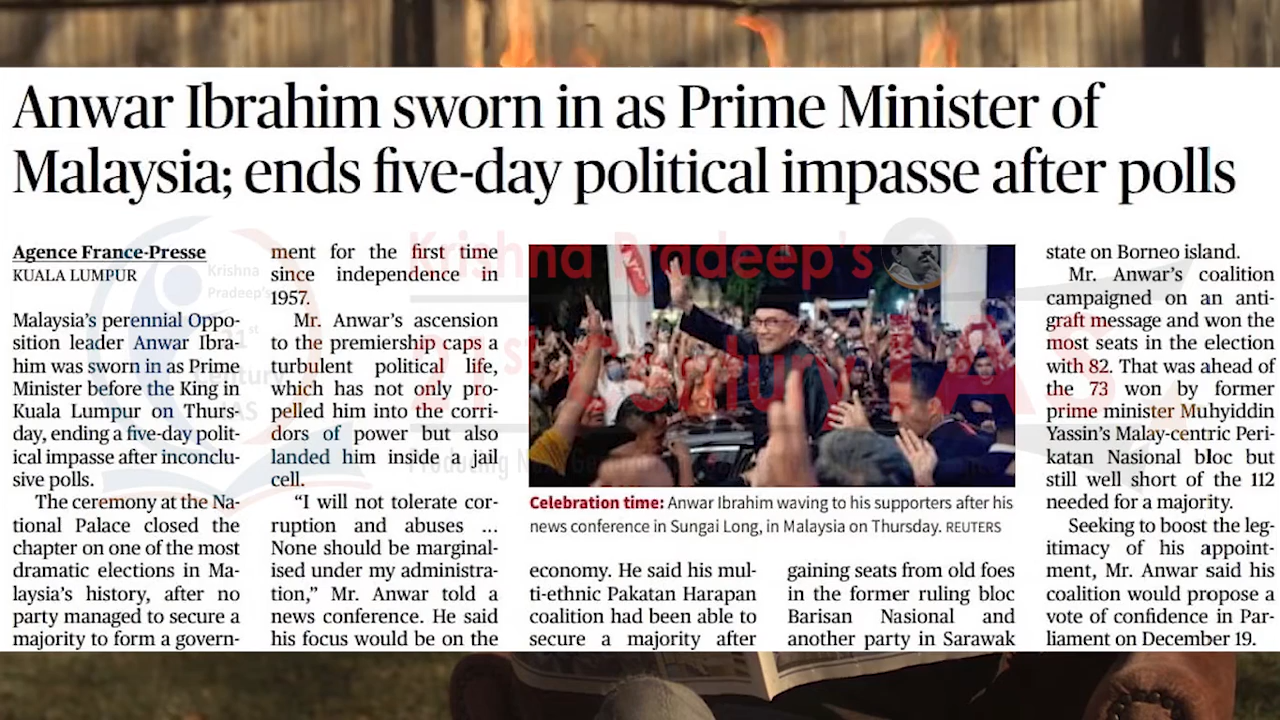 Anwar Ibrahim sworn in as Prime Minister of
Malaysia; ends five-day political impasse after polls
Agence France-Presse
KUALA LUMPUR
Malaysia's perennial Oppo-
sition leader Anwar Ibra-
him was sworn in as Prime
Minister before the King in
Kuala Lumpur on Thurs-
day, ending a five-day polit-
ical impasse after inconclu-
sive polls.
The ceremony at the Na-
tional Palace closed the
chapter on one of the most
dramatic elections in Ma-
laysia's history, after no
party managed to secure a
majority to form a govern-
ment for the first time
since independence in
1957.
Mr. Anwar's ascension
to the premiership caps a
turbulent political life,
which has not only pro-
pelled him into the corri-
dors of power but also
landed him inside a jail
cell.
"I will not tolerate cor-
ruption and abuses ...
None should be marginal-
ised under my administra-
tion," Mr. Anwar told a
news conference. He said
his focus would be on the
Celebration time: Anwar Ibrahim waving to his supporters after his
news conference in Sungai Long, in Malaysia on Thursday. REUTERS
economy. He said his mul-
ti-ethnic Pakatan Harapan
coalition had been able to
secure a majority after
gaining seats from old foes
in the former ruling bloc
Barisan Nasional and
another party in Sarawak
state on Borneo island.
Mr. Anwar's coalition
campaigned on an anti-
graft message and won the
most seats in the election
with 82. That was ahead of
the 73 won by former
prime minister Muhyiddin
Yassin's Malay-centric Peri-
katan Nasional bloc but
still well short of the 112
needed for a majority.
Seeking to boost the leg-
itimacy of his appoint-
ment, Mr. Anwar said his
coalition would propose a
vote of confidence in Par-
liament on December 19.
Krishna Pradeep's
21st Century IAS
Krishna
Pradeep's
21st
Century
IAS